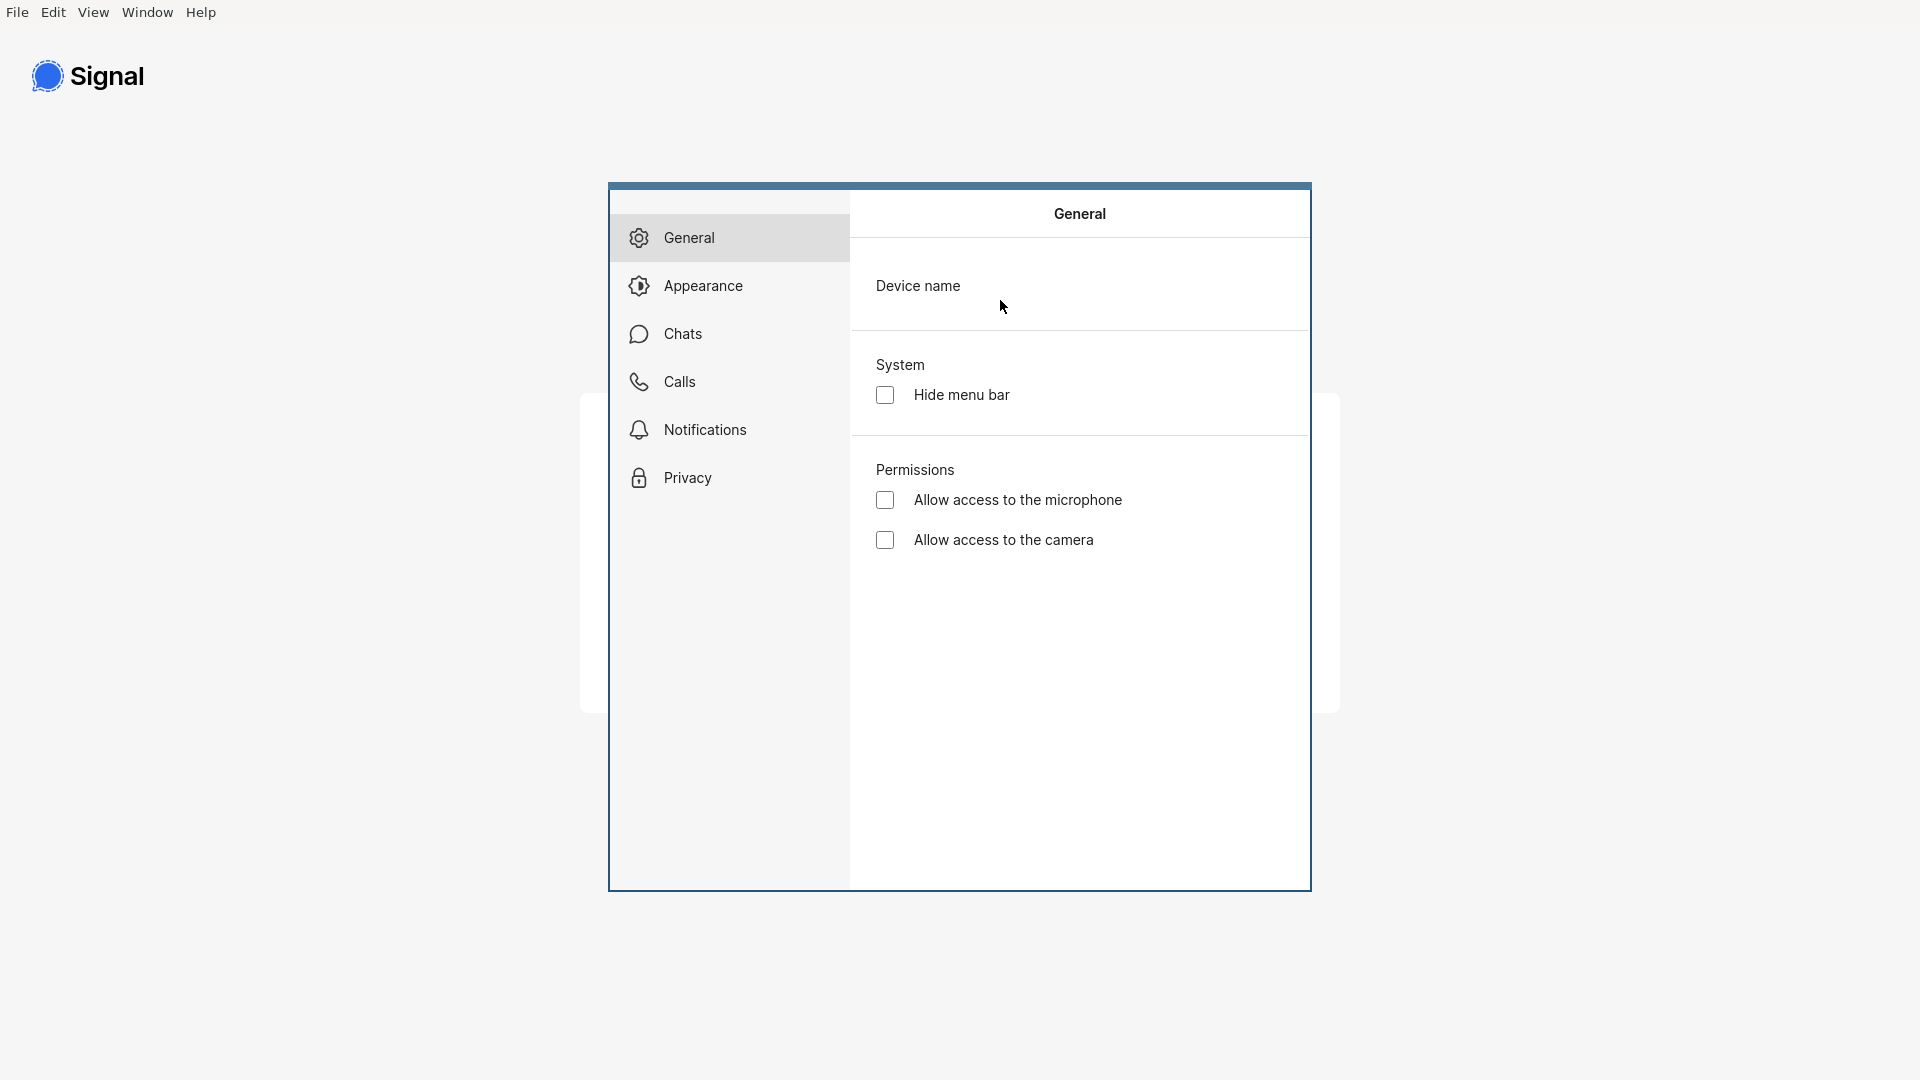 File Edit View Window Help
Signal
General
Appearance
Chats
Calls
Notifications
Privacy
General
Device name
System
Hide menu bar
Permissions
Allow access to the microphone
Allow access to the camera